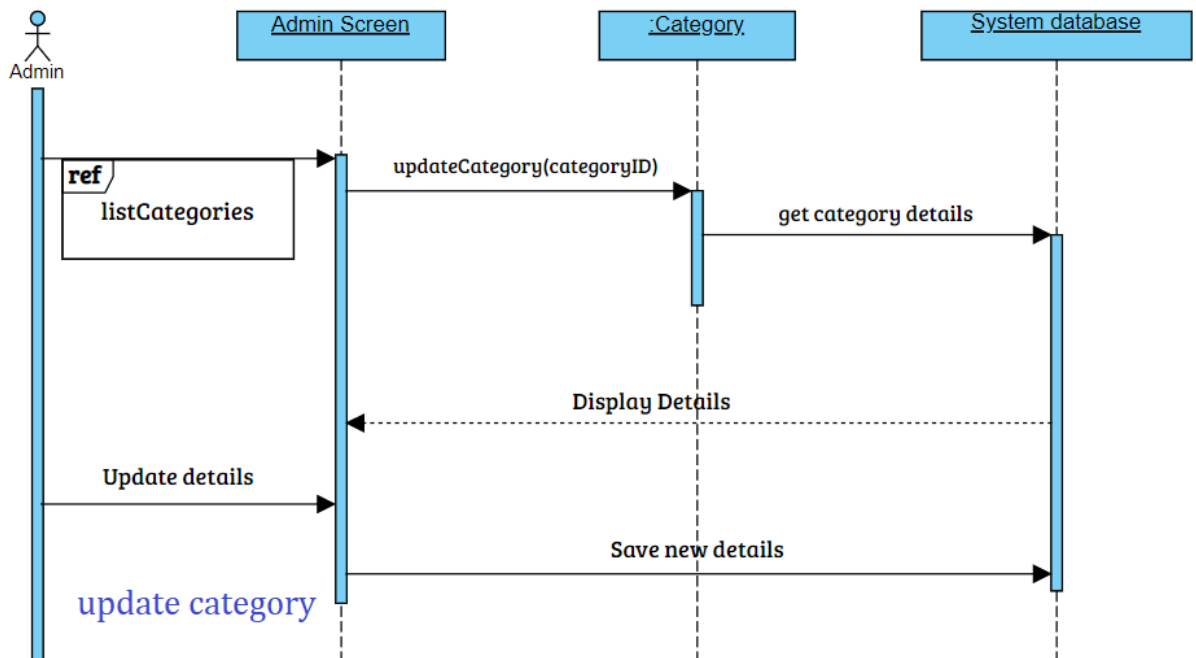 Admin
Admin Screen
:Category
System database
ref
listCategories
updateCategory(categoryID)
get category details
Display Details
Update details
Save new details
update category